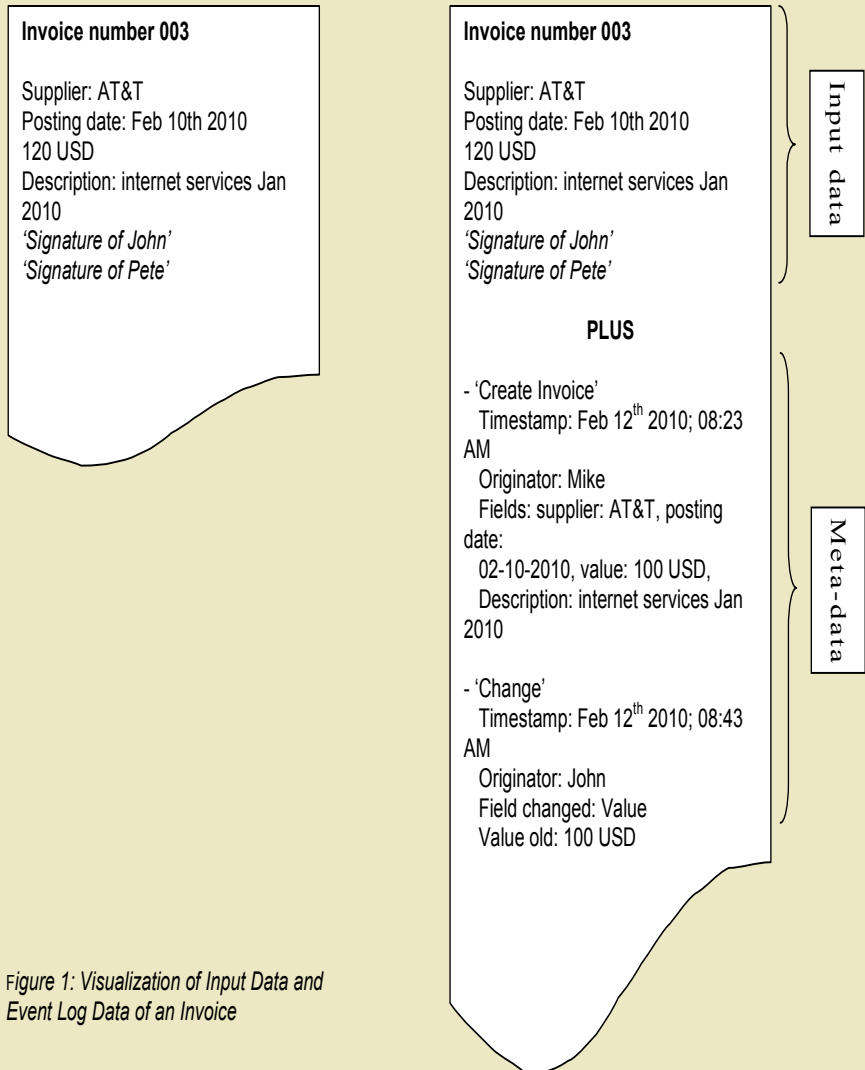 Invoice number 003
Supplier: AT&T
Posting date: Feb 10th 2010
120 USD
Description: internet services Jan
2010
‘Signature of John’
‘Signature of Pete’
Invoice number 003
Supplier: AT&T
Posting date: Feb 10th 2010
120 USD
Description: internet services Jan
2010
‘Signature of John’
‘Signature of Pete’
Input data
PLUS
- ‘Create Invoice’
Timestamp: Feb 12th 2010; 08:23
AM
Originator: Mike
Fields: supplier: AT&T, posting
date:
02-10-2010, value: 100 USD,
Description: internet services Jan
2010
- ‘Change’
Timestamp: Feb 12th 2010; 08:43
AM
Originator: John
Field changed: Value
Value old: 100 USD
Meta-data
Figure 1: Visualization of Input Data and
Event Log Data of an Invoice